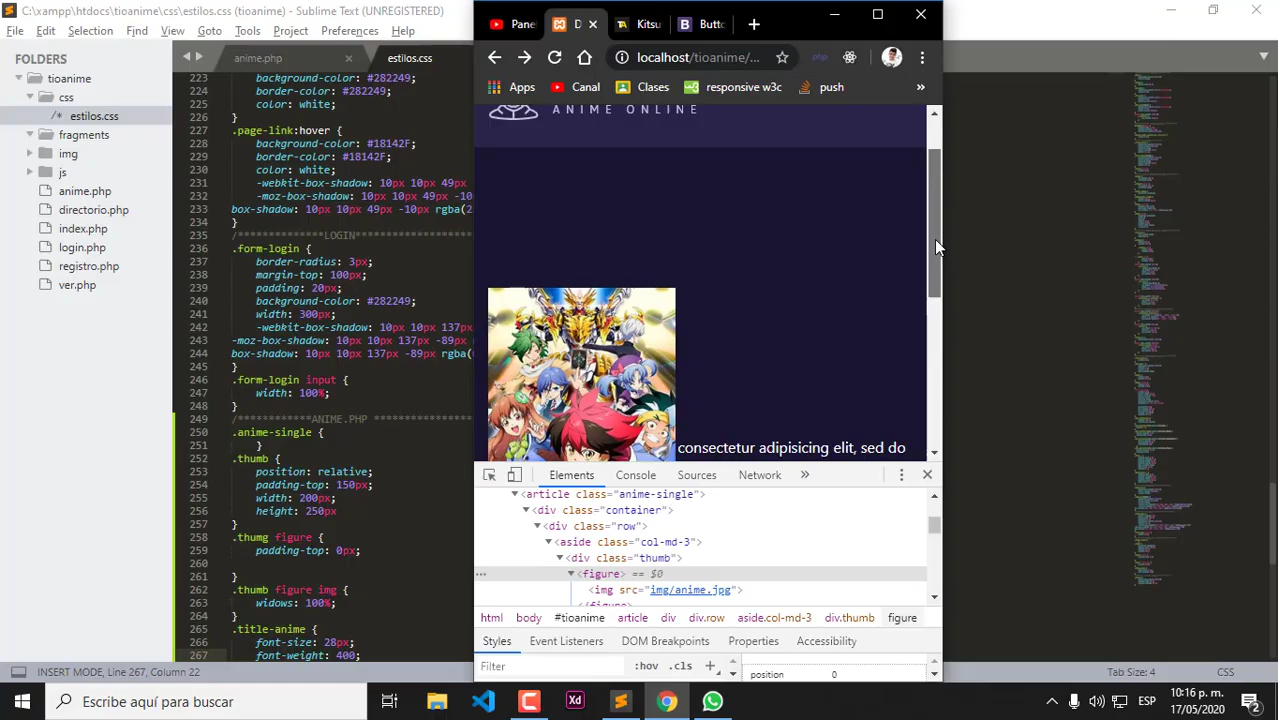 C:\xampp\htdocs\tioanime\css\estilos.css (tioanime) - Sublime Text (UNREGISTERED)
File Edit Selection Find View Goto Tools Project Preferences Help
FOLDERS
tioanime
css
/* estilos.css
fragments
img
js
anime.php
directorio.php
index.php
login.php
registro.php
ver.php
anime.php
estilos.css
223 background-color: #282249;
224 border-color: #282249;
225 color: white;
226 }
227 .page-link:hover {
228 background-color: #18142F;
229 border-color: #18142F;
230 color: white;
231 -webkit-box-shadow: 10px 10px 49px
232 -moz-box-shadow: 10px 10px 49px -10
233 box-shadow: 10px 10px 49px -10px rgba(2
234 }
235 /*************LOGIN******************
236 .form-login {
237 border-radius: 3px;
238 margin-top: 100px;
239 padding: 20px;
240 background-color: #282249;
241 width: 300px;
242 -webkit-box-shadow: 10px 10px 137px
243 -moz-box-shadow: 10px 10px 137px -89px
244 box-shadow: 10px 10px 137px -89px rgba(
245 }
246 .form-login input {
247 width: 100%;
248 }
249 /***********ANIME.PHP ***************
250 .anime-single {
251 }
252 .thumb {
253 position: relative;
254 padding-top: 150px;
255 width: 200px;
256 height: 250px
257 }
258 .thumg figure {
259 padding-top: 0px;
260
261 }
262 .thumb figure img {
263 widows: 100%;
264 }
265 .title-anime {
266 font-size: 28px;
267 font-weight: 400;
INSERT MODE, Line 267, Column 22
Tab Size: 4 CSS
Pane D Kitsu Butto
localhost/tioanime/...
php
Apps Canal Clases responsive w3c push »
ANIME ONLINE
consectetur adipisicing elit, sed do
Elements Console Sources Network »
<article class="anime-single">
<div class="container">
<div class="row">
<aside class="col-md-3">
<div class="thumb">
... <figure> == $0
<img src="img/anime.jpg">
</figure>
html body #tioanime article div div.row aside.col-md-3 div.thumb figure
Styles Event Listeners DOM Breakpoints Properties Accessibility
Filter :hov .cls +
position 0
Escribe aquí para buscar
Xd
ESP
10:16 p. m.
17/05/2020
2